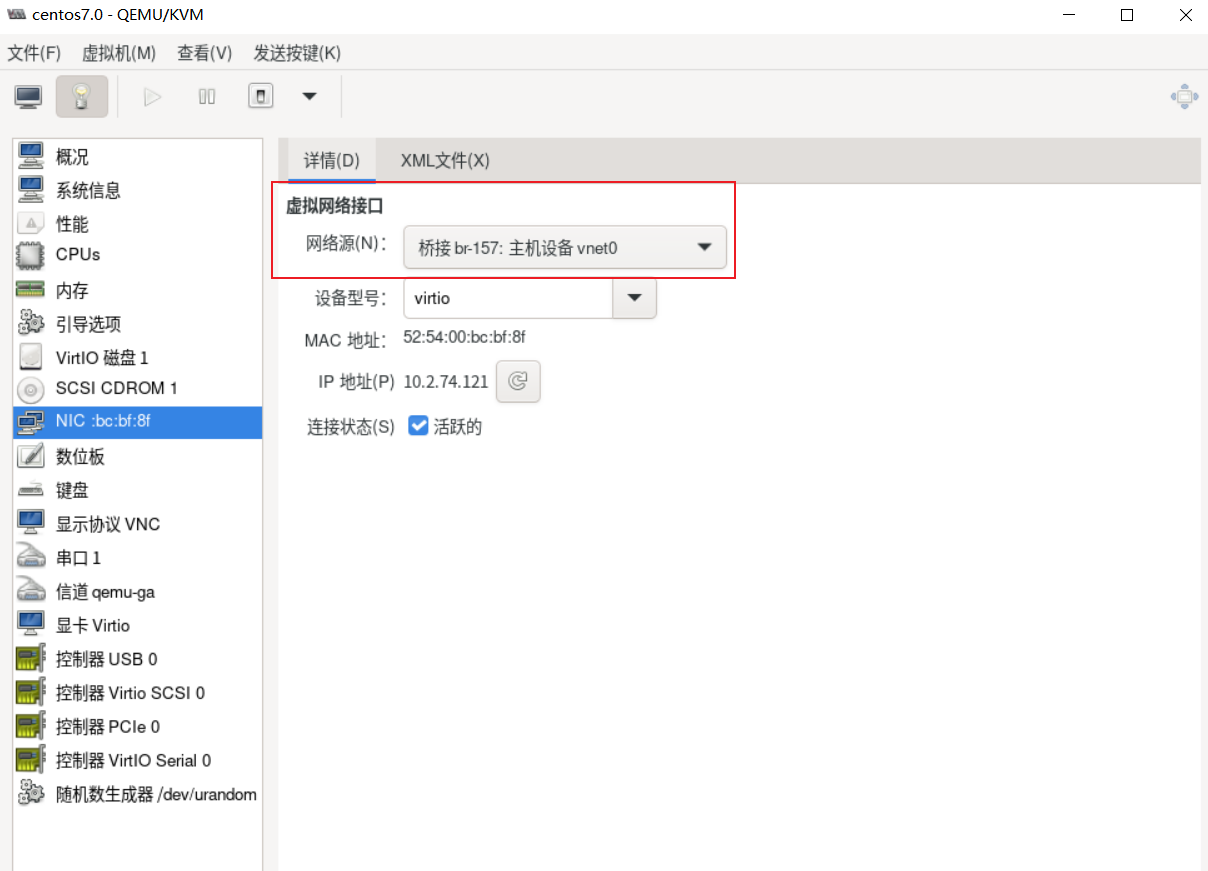 centos7.0 - QEMU/KVM
文件(F) 虚拟机(M) 查看(V) 发送按键(K)
概况
系统信息
性能
CPUs
内存
引导选项
VirtIO 磁盘 1
SCSI CDROM 1
NIC :bc:bf:8f
数位板
键盘
显示协议 VNC
串口 1
信道 qemu-ga
显卡 Virtio
控制器 USB 0
控制器 Virtio SCSI 0
控制器 PCIe 0
控制器 VirtIO Serial 0
随机数生成器 /dev/urandom
详情(D) XML文件(X)
虚拟网络接口
网络源(N): 桥接 br-157: 主机设备 vnet0
设备型号: virtio
MAC 地址: 52:54:00:bc:bf:8f
IP 地址(P) 10.2.74.121
连接状态(S) 活跃的